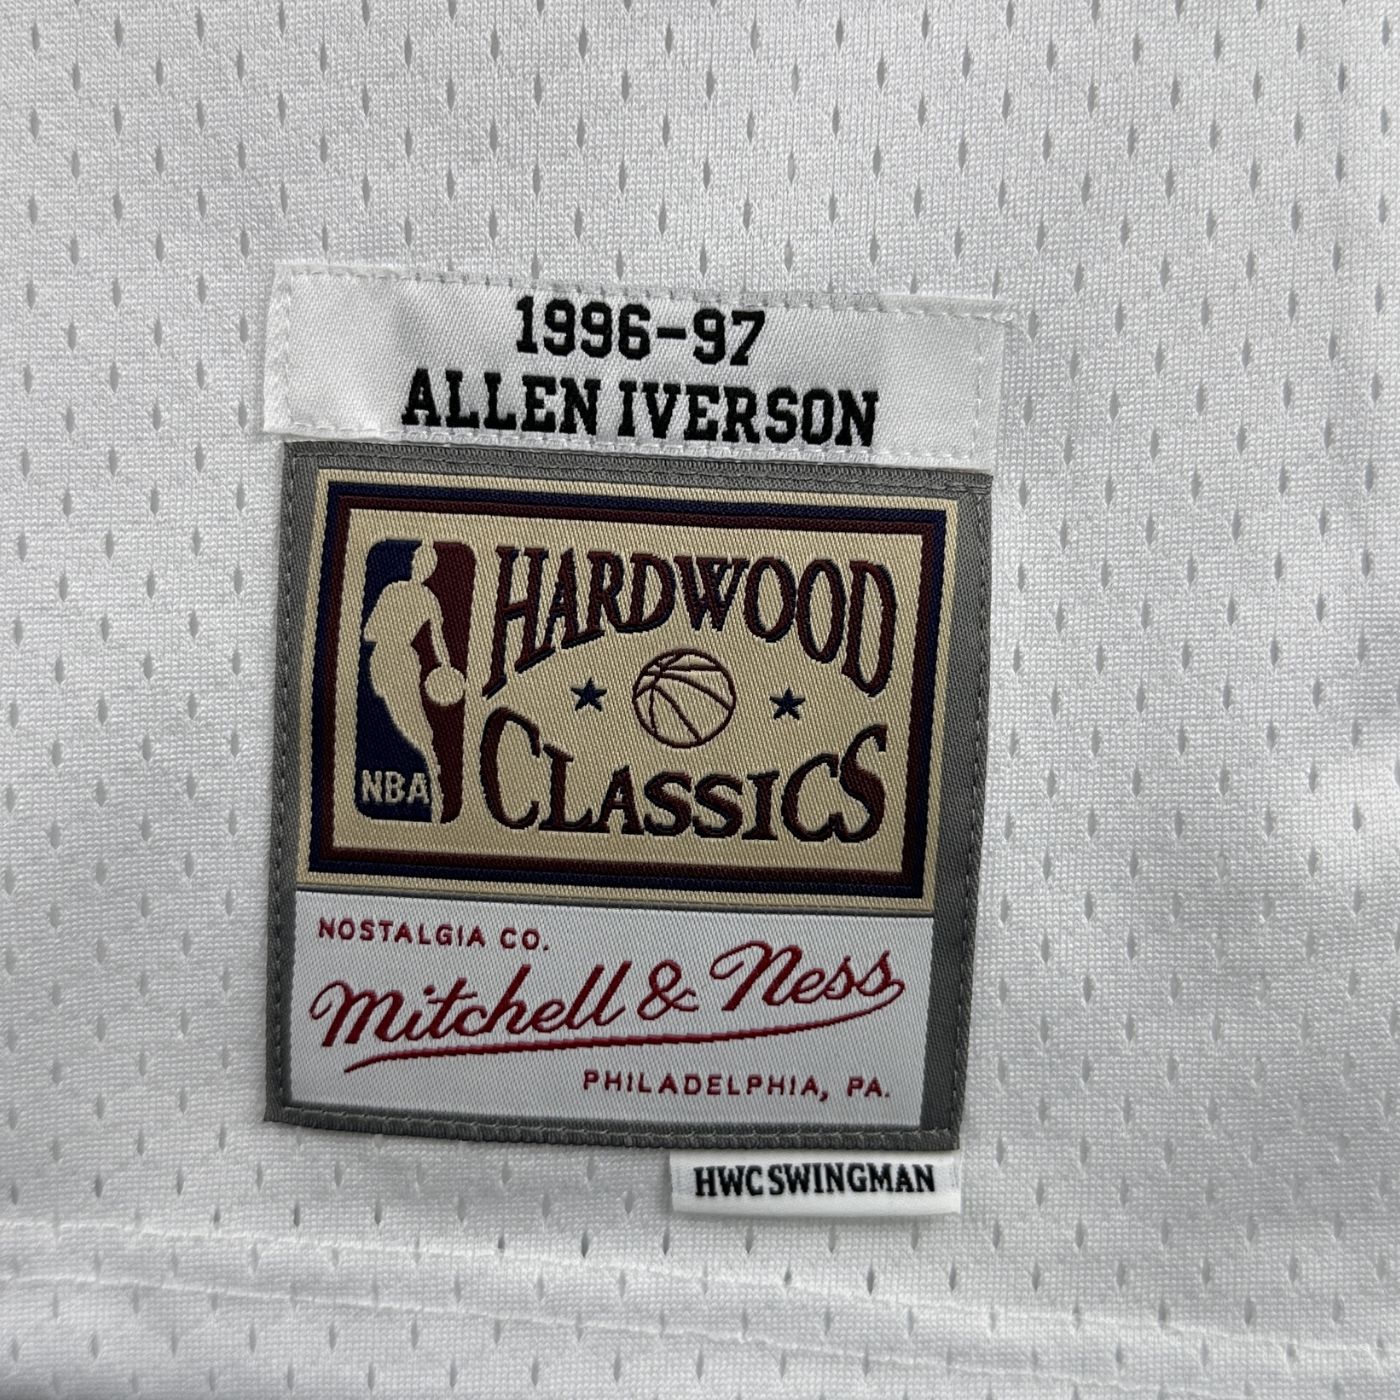 1996-97
ALLEN IVERSON
HARDWOOD
CLASSICS
NBA
NOSTALGIA CO.
Mitchell & Ness
PHILADELPHIA, PA.
HWC SWINGMAN